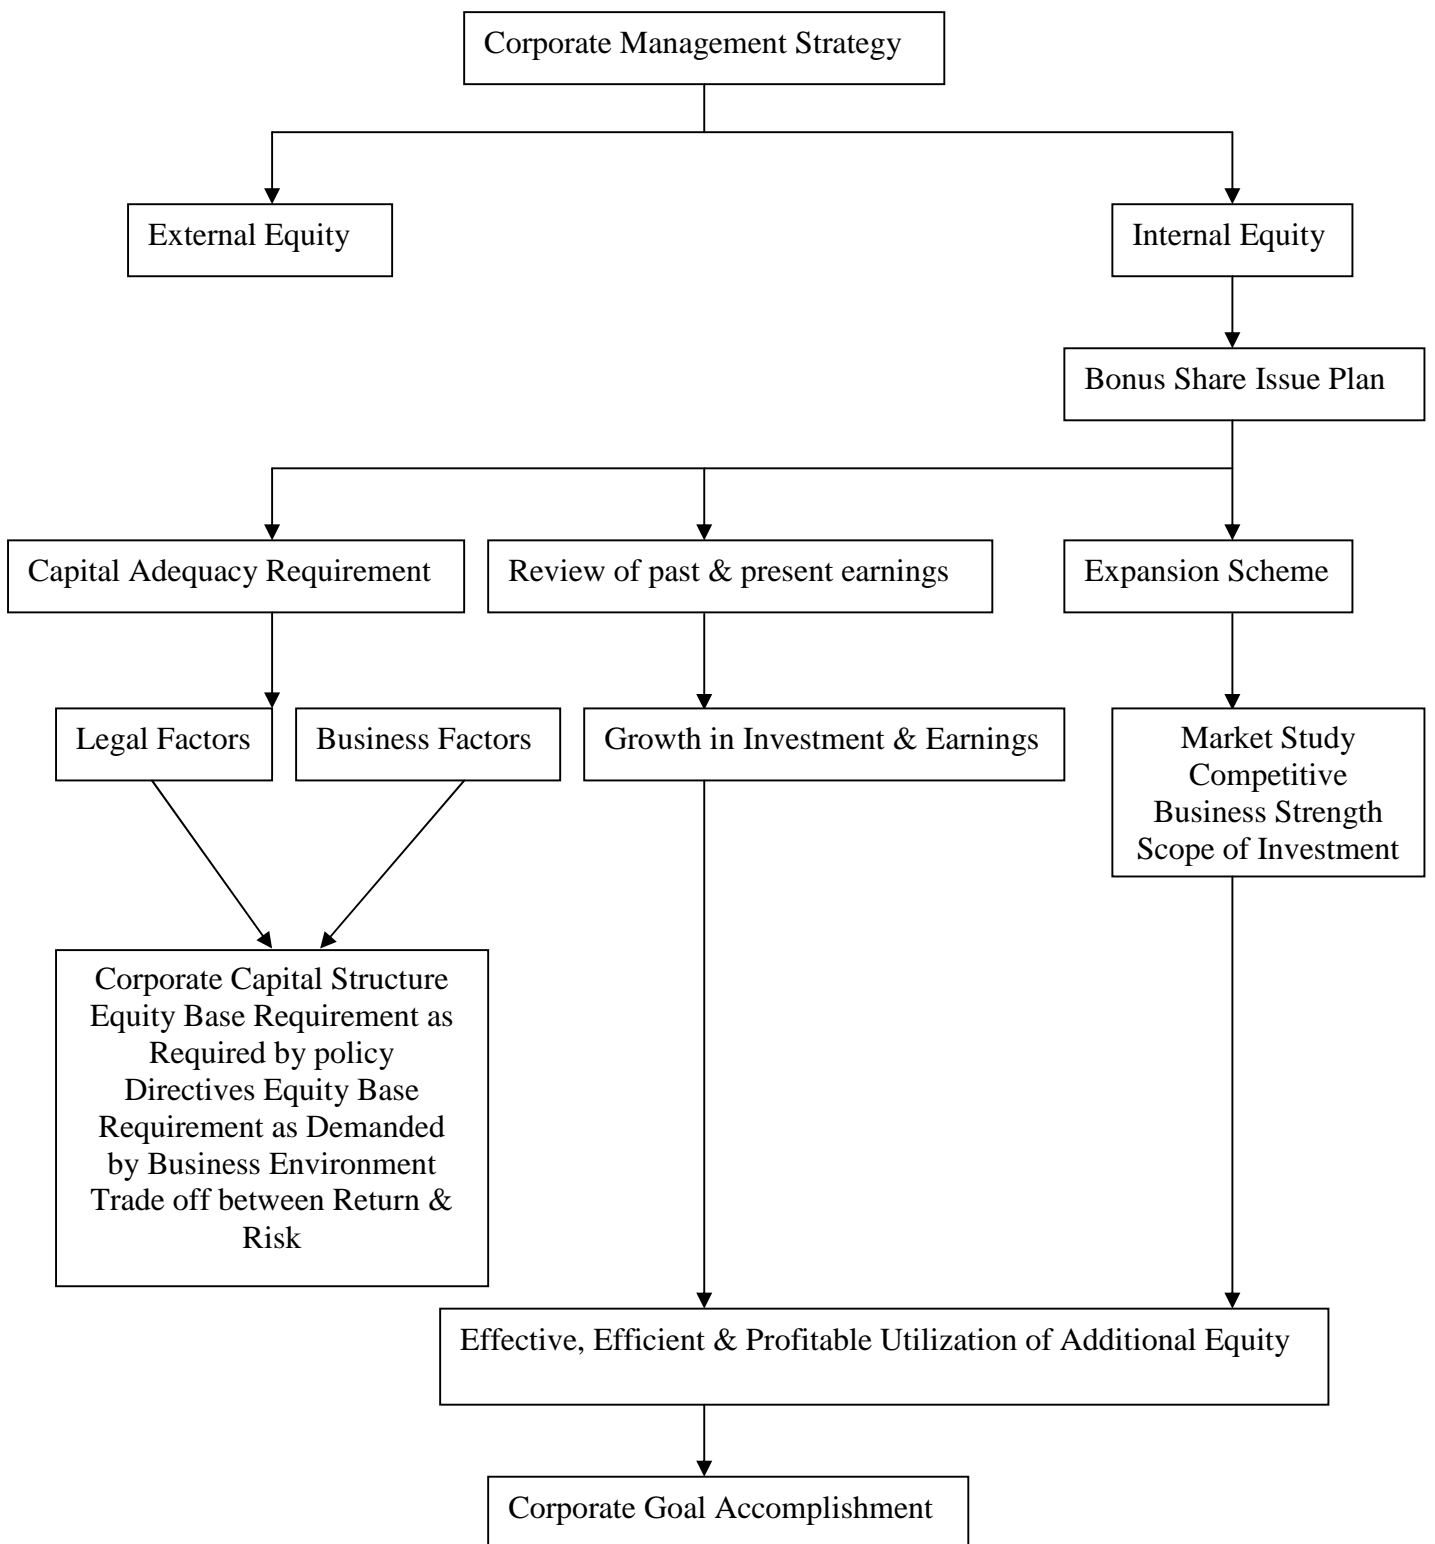 Corporate Management Strategy
External Equity
Internal Equity
Bonus Share Issue Plan
Capital Adequacy Requirement
Review of past & present earnings
Expansion Scheme
Legal Factors
Business Factors
Growth in Investment & Earnings
Market Study
Competitive
Business Strength
Scope of Investment
Corporate Capital Structure
Equity Base Requirement as
Required by policy
Directives Equity Base
Requirement as Demanded
by Business Environment
Trade off between Return &
Risk
Effective, Efficient & Profitable Utilization of Additional Equity
Corporate Goal Accomplishment